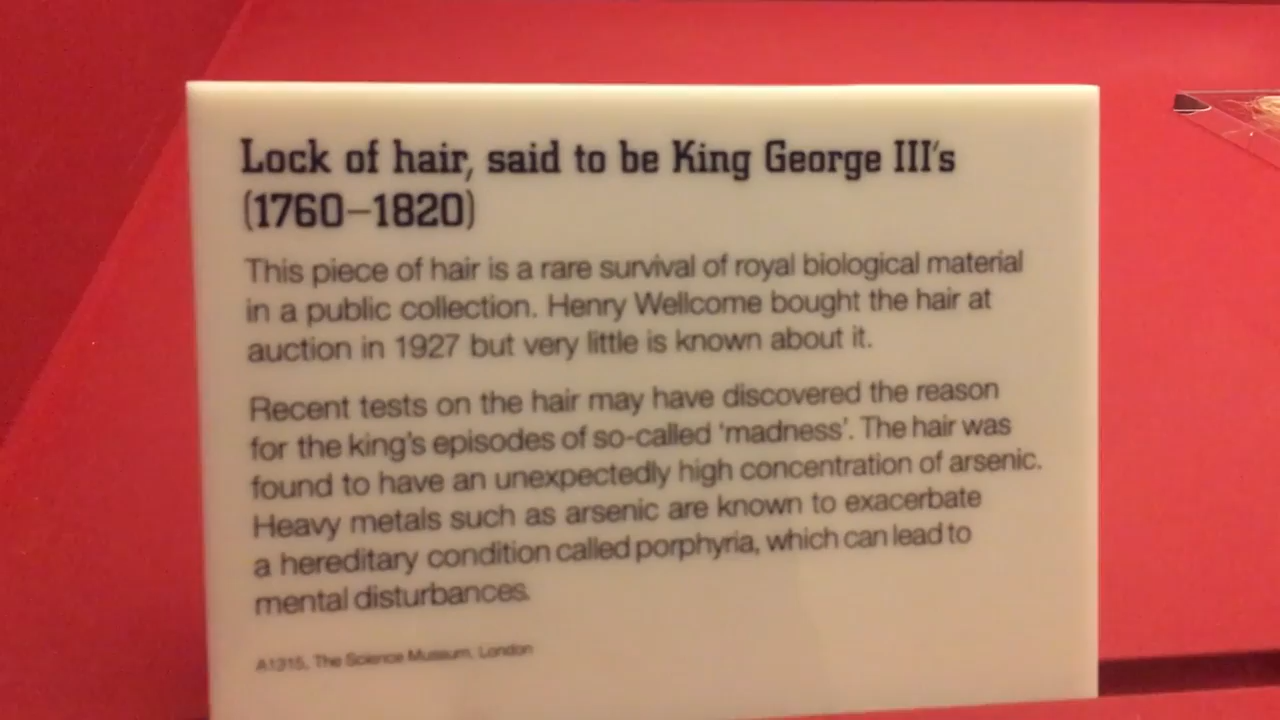 Lock of hair, said to be King George III's
(1760–1820)
This piece of hair is a rare survival of royal biological material
in a public collection. Henry Wellcome bought the hair at
auction in 1927 but very little is known about it.
Recent tests on the hair may have discovered the reason
for the king's episodes of so-called 'madness'. The hair was
found to have an unexpectedly high concentration of arsenic.
Heavy metals such as arsenic are known to exacerbate
a hereditary condition called porphyria, which can lead to
mental disturbances.
A1315, The Science Museum, London